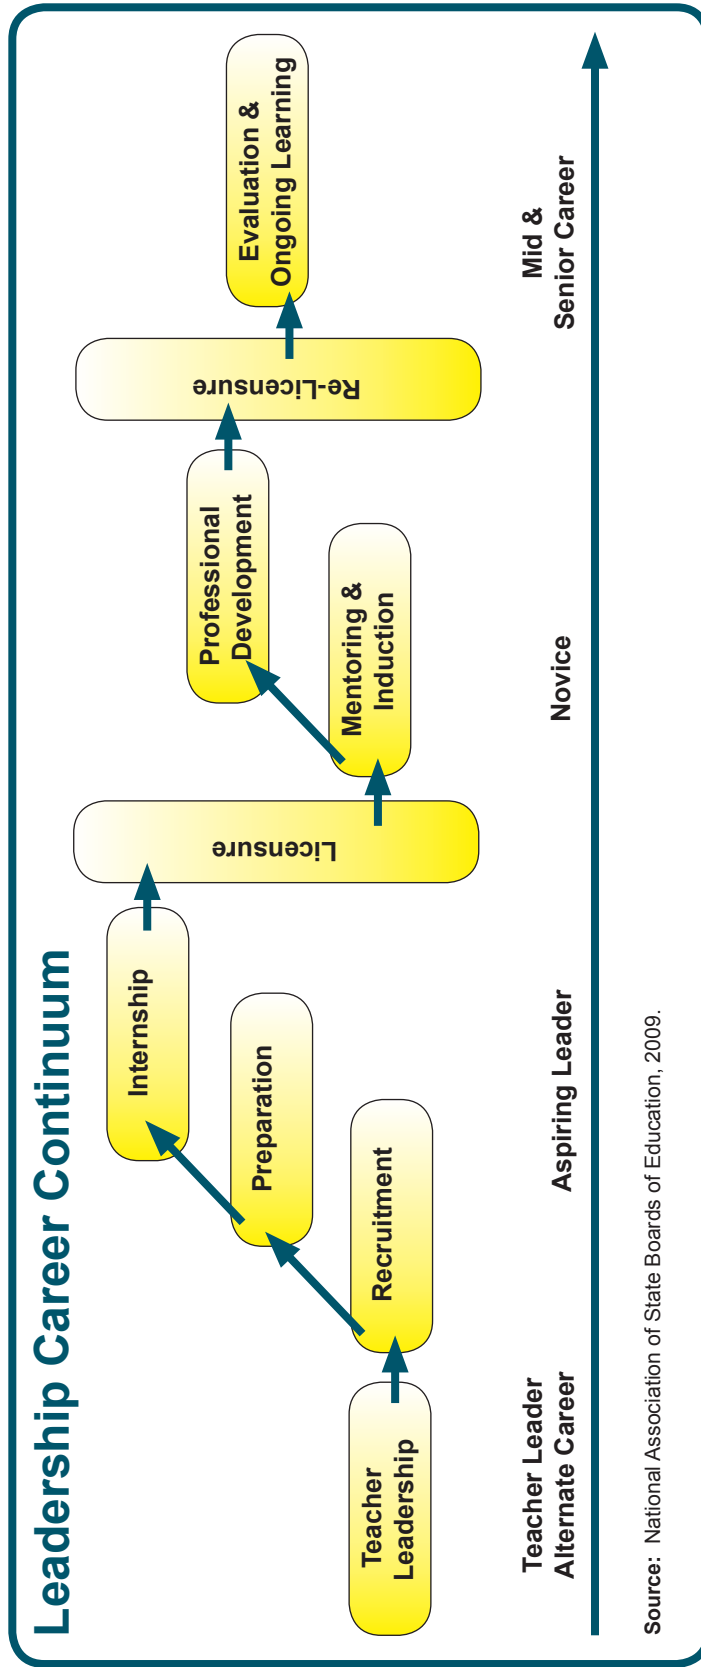 Leadership Career Continuum
Teacher
Leadership
Recruitment
Preparation
Internship
Licensure
Mentoring &
Induction
Professional
Development
Re-Licensure
Evaluation &
Ongoing Learning
Teacher Leader
Alternate Career
Aspiring Leader
Novice
Mid &
Senior Career
Source: National Association of State Boards of Education, 2009.